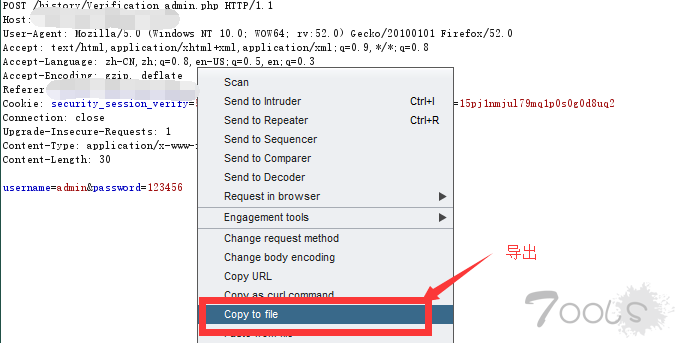 POST /history/Verification_admin.php HTTP/1.1
Host:
User-Agent: Mozilla/5.0 (Windows NT 10.0; WOW64; rv:52.0) Gecko/20100101 Firefox/52.0
Accept: text/html,application/xhtml+xml,application/xml;q=0.9,*/*;q=0.8
Accept-Language: zh-CN,zh;q=0.8,en-US;q=0.5,en;q=0.3
Accept-Encoding: gzip, deflate
Referer
Cookie: security_session_verify= =15pj1nmjul79mq1p0s0g0d8uq2
Connection: close
Upgrade-Insecure-Requests: 1
Content-Type: application/x-www-
Content-Length: 30
username=admin&password=123456
Scan
Send to Intruder Ctrl+I
Send to Repeater Ctrl+R
Send to Sequencer
Send to Comparer
Send to Decoder
Request in browser
Engagement tools
Change request method
Change body encoding
Copy URL
Copy as curl command
Copy to file
Paste from file
导出
7ools